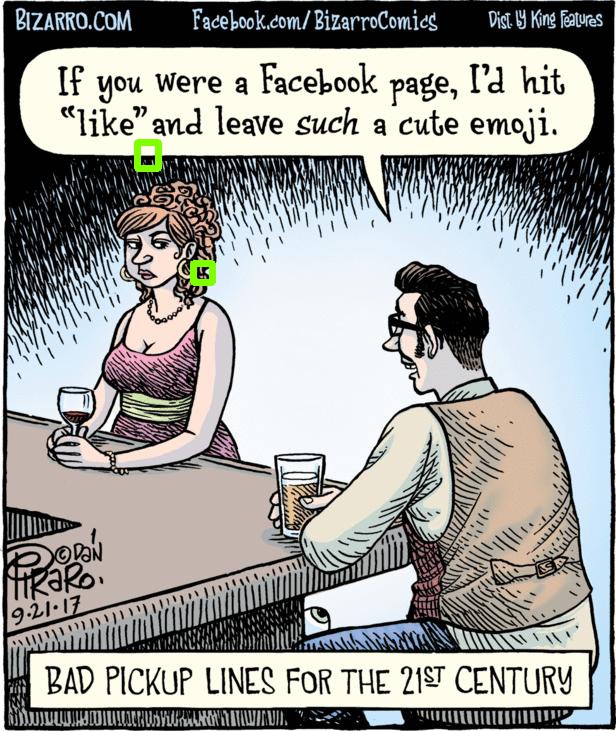 BIZARRO.COM Facebook.com/BizarroComics Dist. by King Features
If you were a Facebook page, I'd hit
"like" and leave such a cute emoji.
©DAN
PIRARO.
9.21.17
BAD PICKUP LINES FOR THE 21ST CENTURY